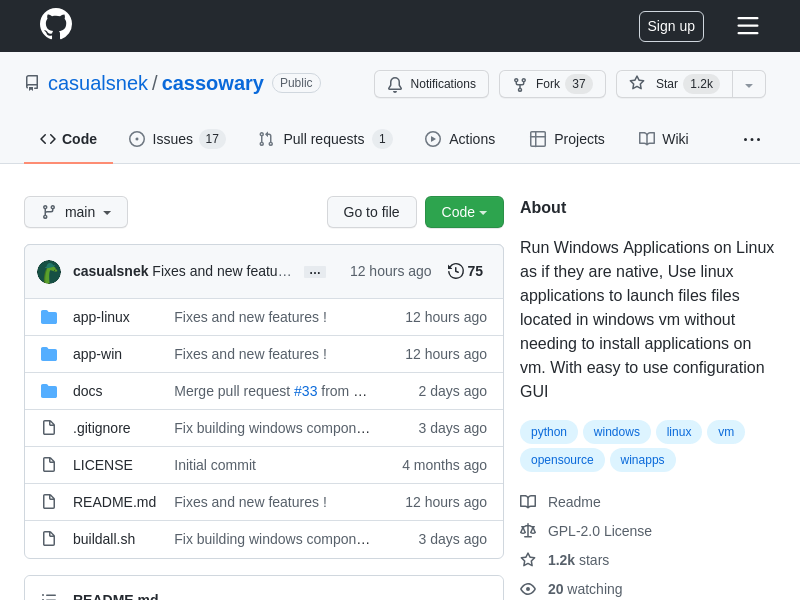 Sign up
casualsnek / cassowary Public
Notifications Fork 37 Star 1.2k
Code Issues 17 Pull requests 1 Actions Projects Wiki
main Go to file Code
casualsnek Fixes and new featu… ... 12 hours ago 75
app-linux Fixes and new features ! 12 hours ago
app-win Fixes and new features ! 12 hours ago
docs Merge pull request #33 from … 2 days ago
.gitignore Fix building windows compon… 3 days ago
LICENSE Initial commit 4 months ago
README.md Fixes and new features ! 12 hours ago
buildall.sh Fix building windows compon… 3 days ago
README.md
About
Run Windows Applications on Linux
as if they are native, Use linux
applications to launch files files
located in windows vm without
needing to install applications on
vm. With easy to use configuration
GUI
python windows linux vm
opensource winapps
Readme
GPL-2.0 License
1.2k stars
20 watching